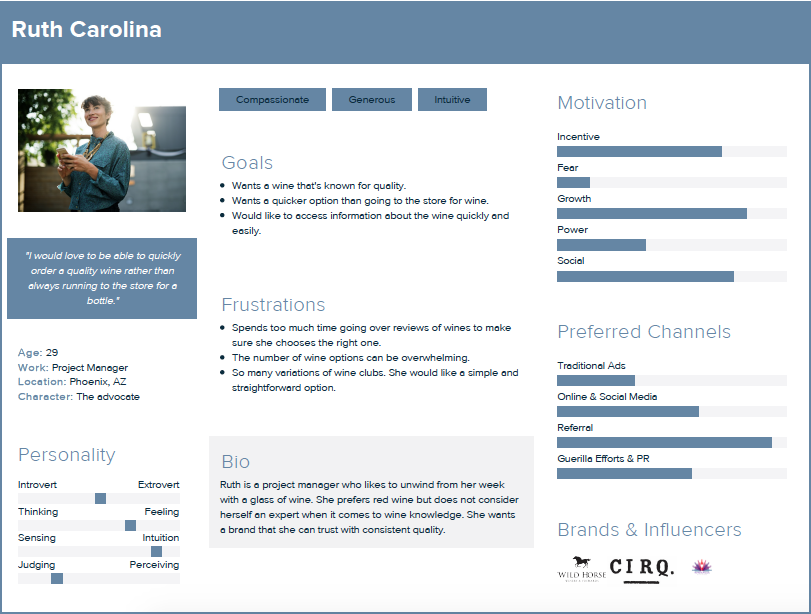 Ruth Carolina
"I would love to be able to quickly
order a quality wine rather than
always running to the store for a
bottle."
Age: 29
Work: Project Manager
Location: Phoenix, AZ
Character: The advocate
Personality
Introvert Extrovert
Thinking Feeling
Sensing Intuition
Judging Perceiving
Compassionate Generous Intuitive
Goals
• Wants a wine that's known for quality.
• Wants a quicker option than going to the store for wine.
• Would like to access information about the wine quickly and
easily.
Frustrations
• Spends too much time going over reviews of wines to make
sure she chooses the right one.
• The number of wine options can be overwhelming.
• So many variations of wine clubs. She would like a simple and
straightforward option.
Bio
Ruth is a project manager who likes to unwind from her week
with a glass of wine. She prefers red wine but does not consider
herself an expert when it comes to wine knowledge. She wants
a brand that she can trust with consistent quality.
Motivation
Incentive
Fear
Growth
Power
Social
Preferred Channels
Traditional Ads
Online & Social Media
Referral
Guerilla Efforts & PR
Brands & Influencers
WILD HORSE
CIRQ.